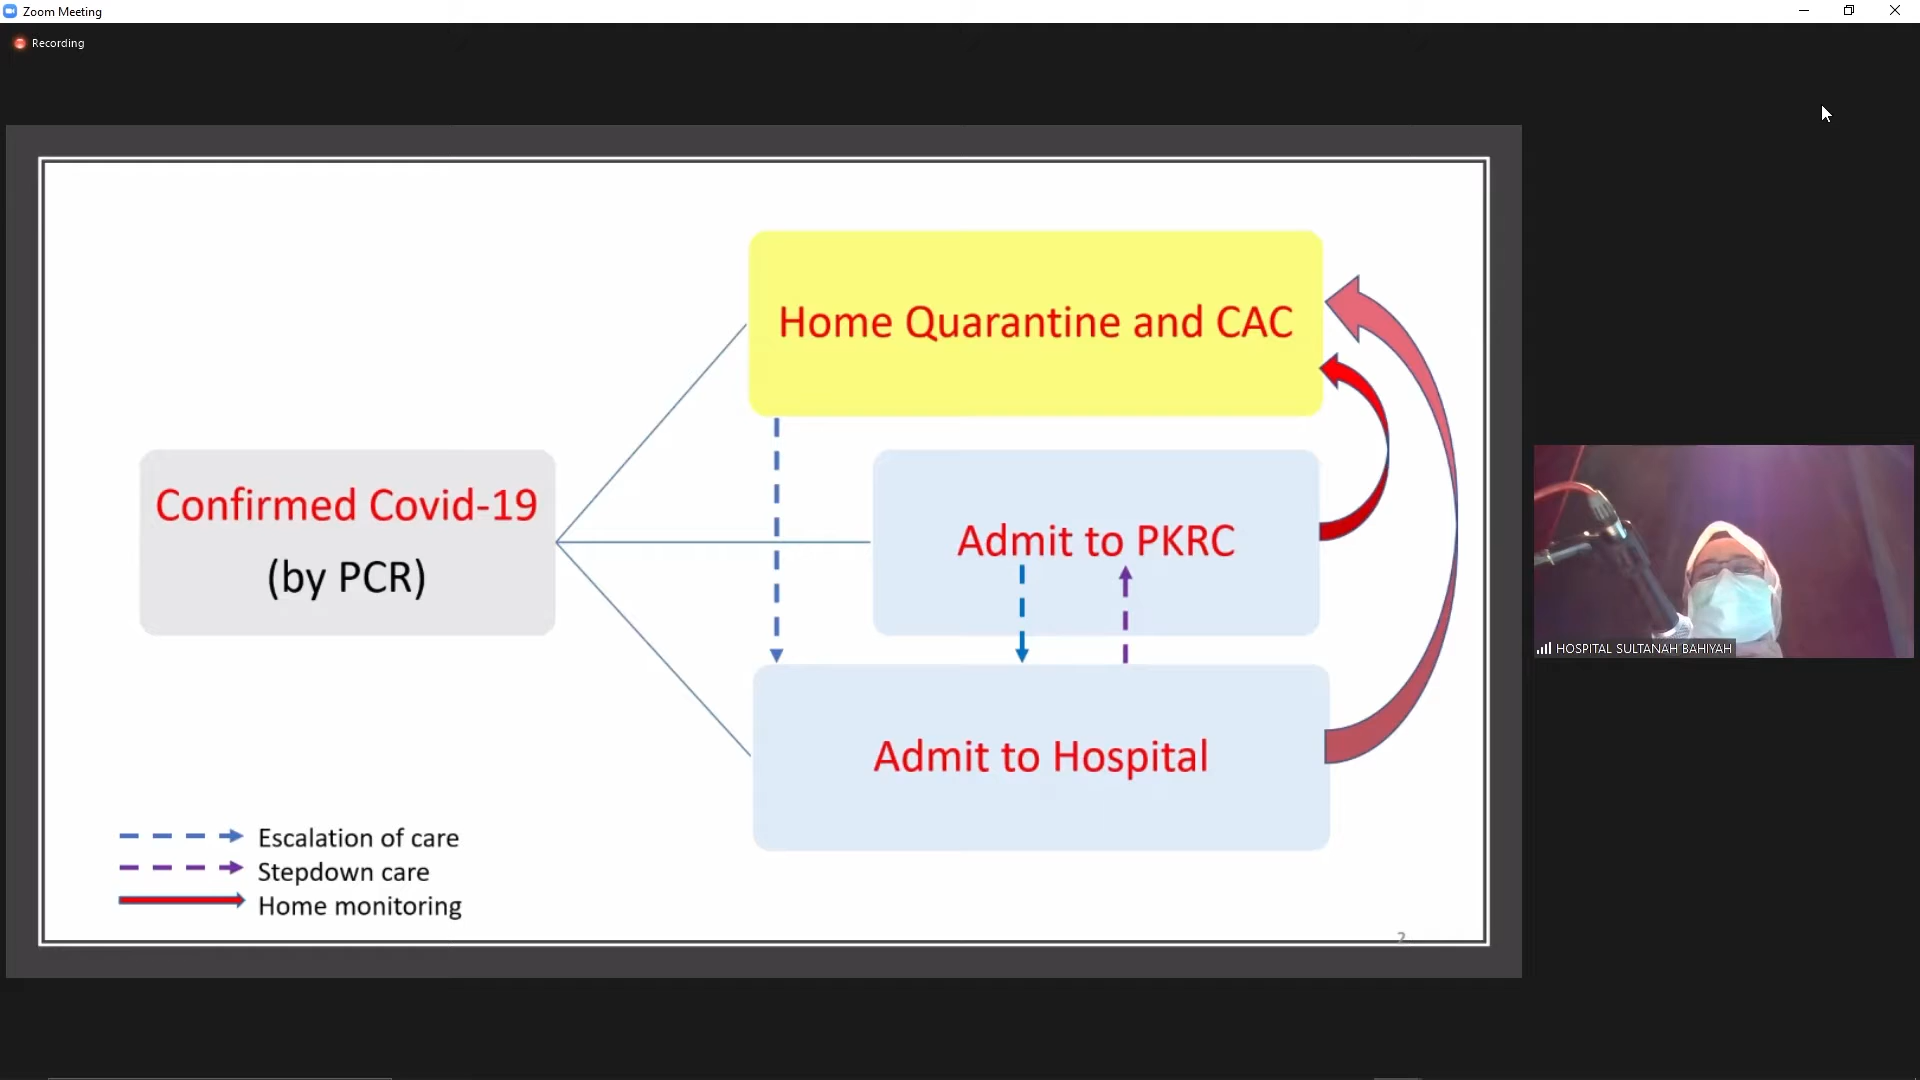 Zoom Meeting
Recording
Home Quarantine and CAC
Confirmed Covid-19
(by PCR)
Admit to PKRC
Admit to Hospital
Escalation of care
Stepdown care
Home monitoring
2
HOSPITAL SULTANAH BAHIYAH